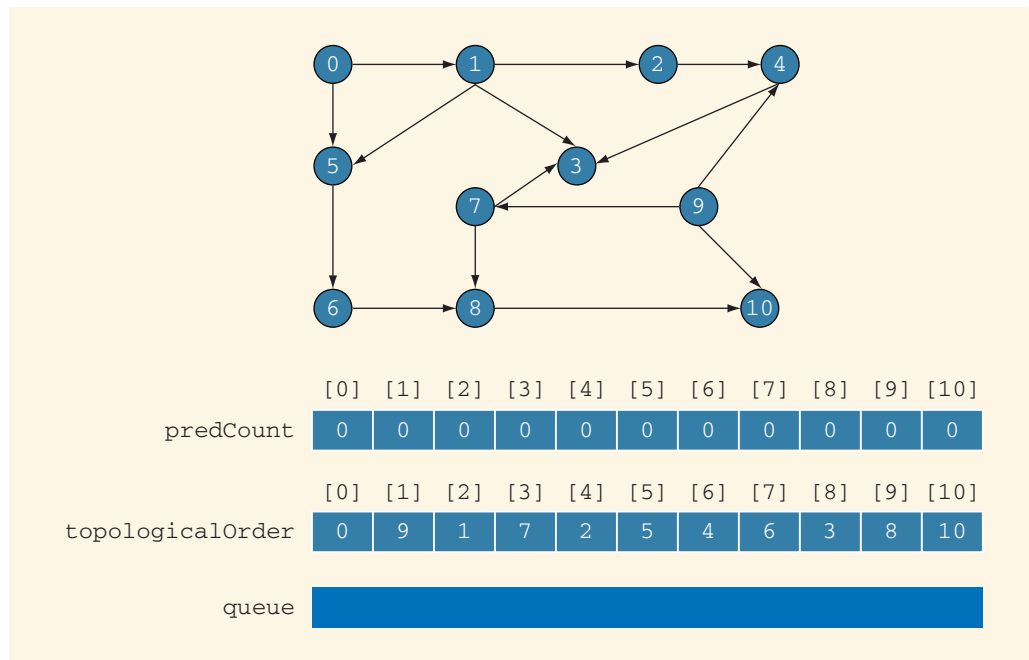 0 1 2 4
5 3
7 9
6 8 10
[0] [1] [2] [3] [4] [5] [6] [7] [8] [9] [10]
predCount 0 0 0 0 0 0 0 0 0 0 0
[0] [1] [2] [3] [4] [5] [6] [7] [8] [9] [10]
topologicalOrder 0 9 1 7 2 5 4 6 3 8 10
queue